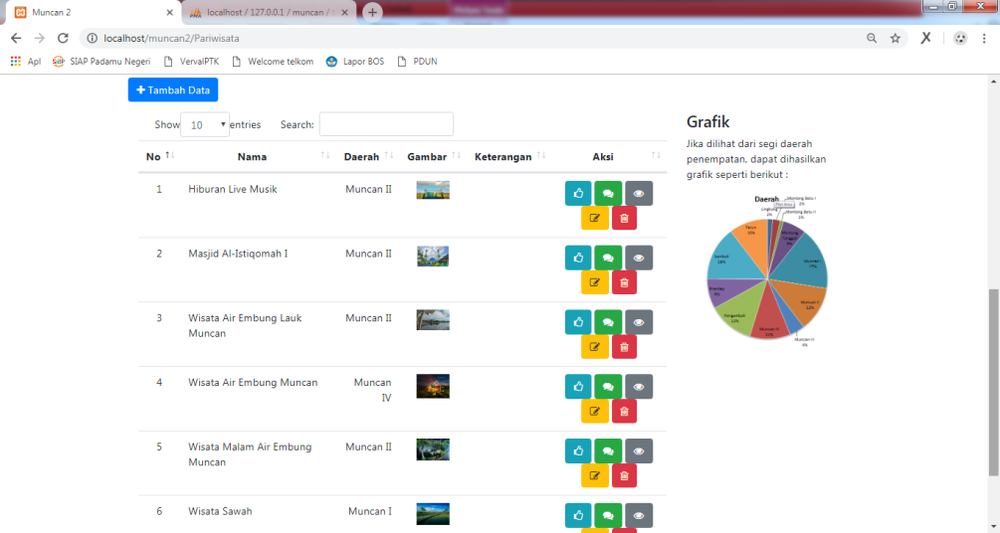 Muncan 2
localhost / 127.0.0.1 / muncan /
localhost/muncan2/Pariwisata
Apl
SIAP Padamu Negeri
VervalPTK
Welcome telkom
Lapor BOS
PDUN
Tambah Data
Show 10 entries Search:
No Nama Daerah Gambar Keterangan Aksi
1 Hiburan Live Musik Muncan II
2 Masjid Al-Istiqomah I Muncan II
3 Wisata Air Embung Lauk Muncan II
Muncan
4 Wisata Air Embung Muncan Muncan
IV
5 Wisata Malam Air Embung Muncan II
Muncan
6 Wisata Sawah Muncan I
Grafik
Jika dilihat dari segi daerah
penempatan, dapat dihasilkan
grafik seperti berikut :
Daerah